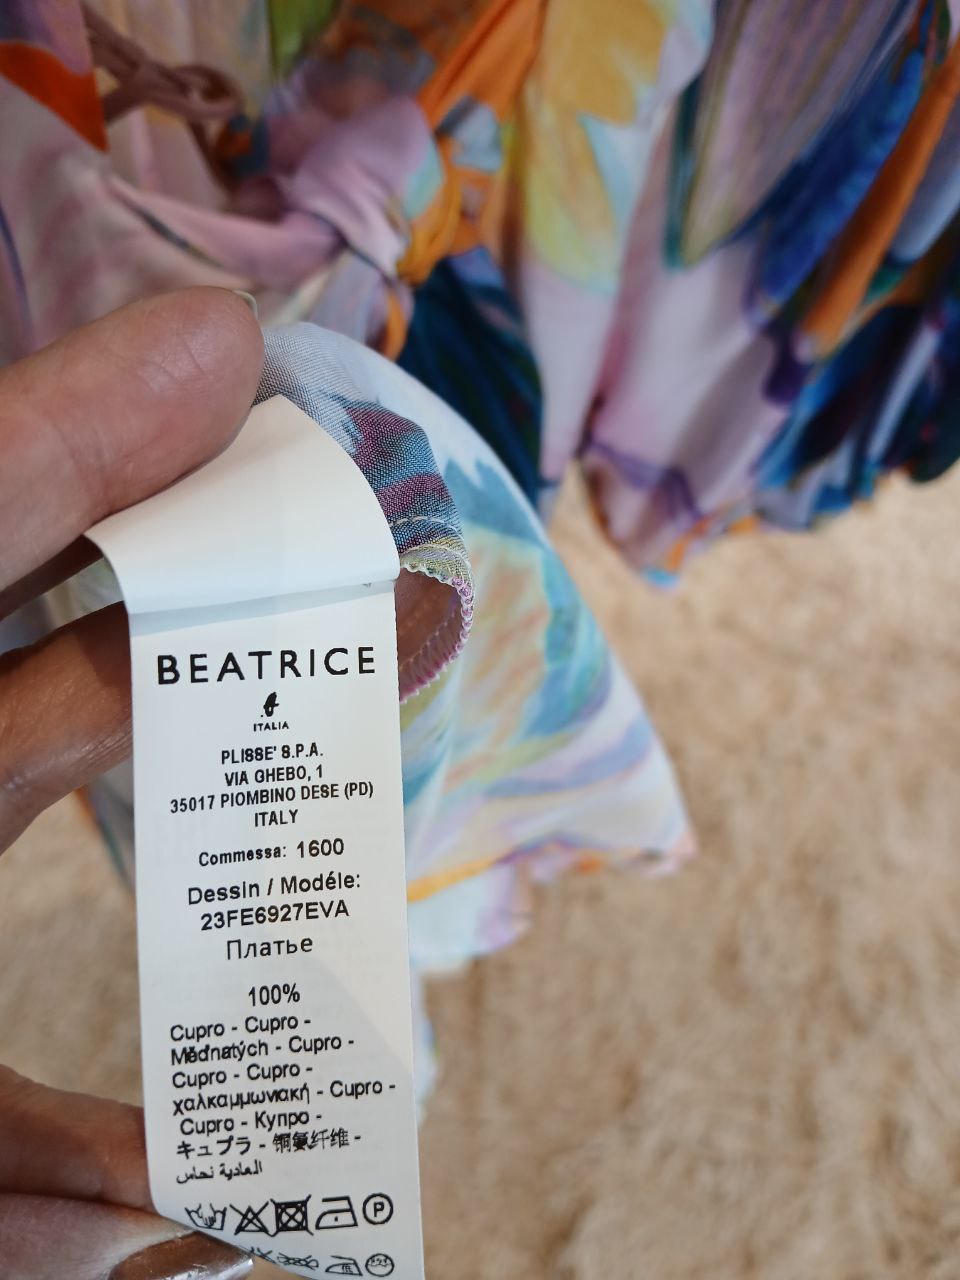 BEATRICE
.b
ITALIA
PLISSE' S.P.A.
VIA GHEBO, 1
35017 PIOMBINO DESE (PD)
ITALY
Commessa: 1600
Dessin / Modéle:
23FE6927EVA
Платье
100%
Cupro - Cupro -
Měďnatých - Cupro -
Cupro - Cupro -
χαλκαμμωνιακή - Cupro -
Cupro - Купро -
キュプラ - 铜氨纤维 -
العادية نحاس
P